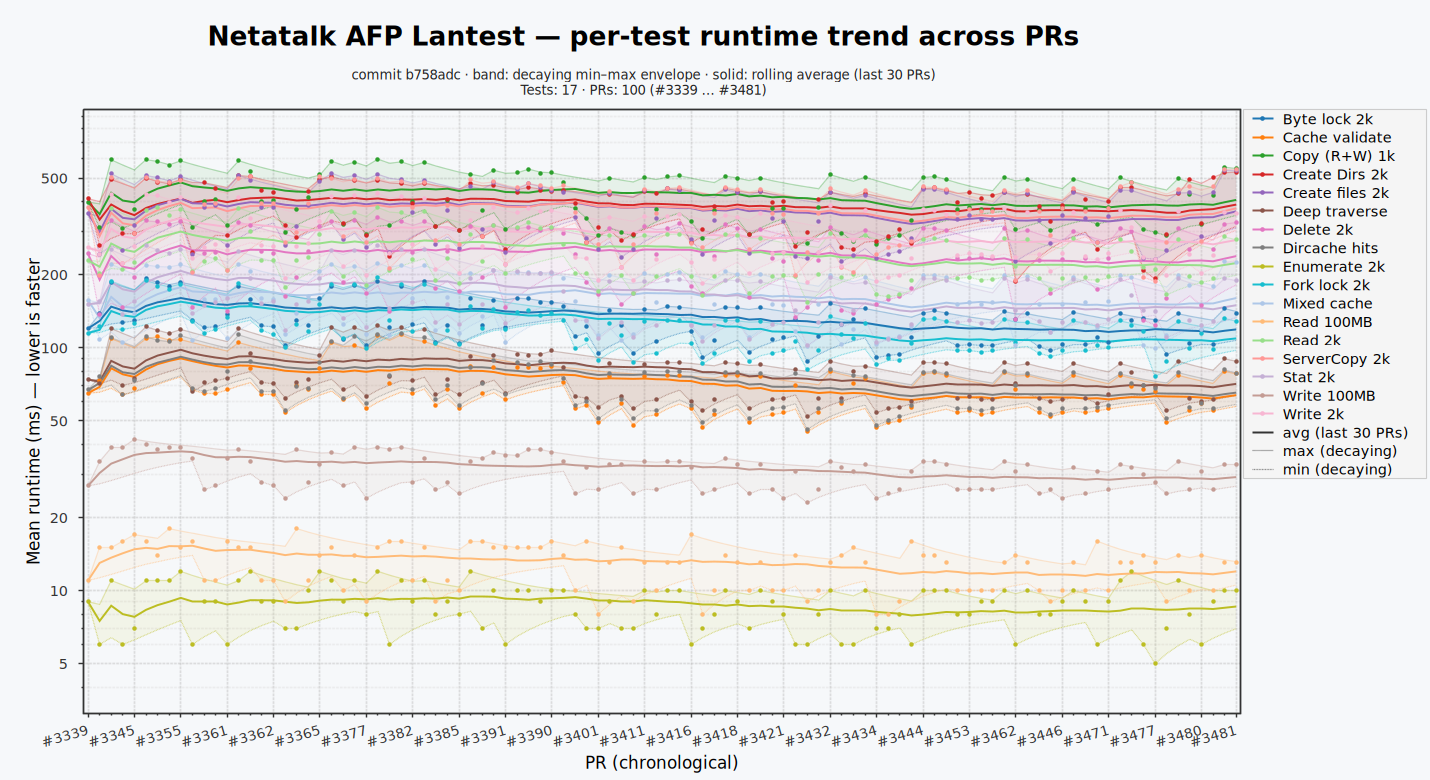 Netatalk AFP Lantest — per-test runtime trend across PRs
commit b758adc · band: decaying min–max envelope · solid: rolling average (last 30 PRs)
Tests: 17 · PRs: 100 (#3339 … #3481)
Mean runtime (ms) — lower is faster
500
200
100
50
20
10
5
#3339 #3345 #3355 #3361 #3362 #3365 #3377 #3382 #3385 #3391 #3390 #3401 #3411 #3416 #3418 #3421 #3432 #3434 #3444 #3453 #3462 #3446 #3471 #3477 #3480 #3481
PR (chronological)
Byte lock 2k
Cache validate
Copy (R+W) 1k
Create Dirs 2k
Create files 2k
Deep traverse
Delete 2k
Dircache hits
Enumerate 2k
Fork lock 2k
Mixed cache
Read 100MB
Read 2k
ServerCopy 2k
Stat 2k
Write 100MB
Write 2k
avg (last 30 PRs)
max (decaying)
min (decaying)